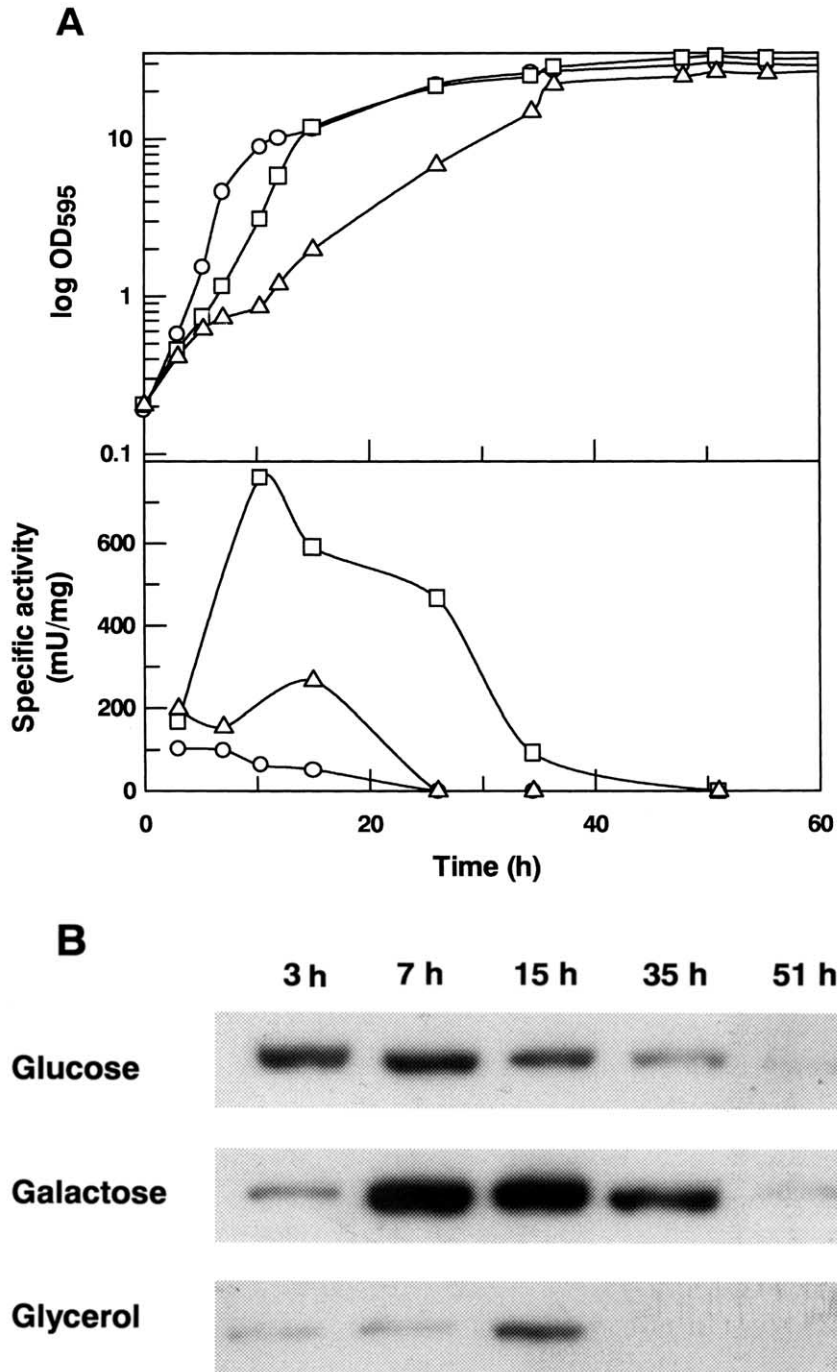 A
log OD595
10
1
0.1
Specific activity
(mU/mg)
600
400
200
0
0 20 40 60
Time (h)
B
3 h 7 h 15 h 35 h 51 h
Glucose
Galactose
Glycerol